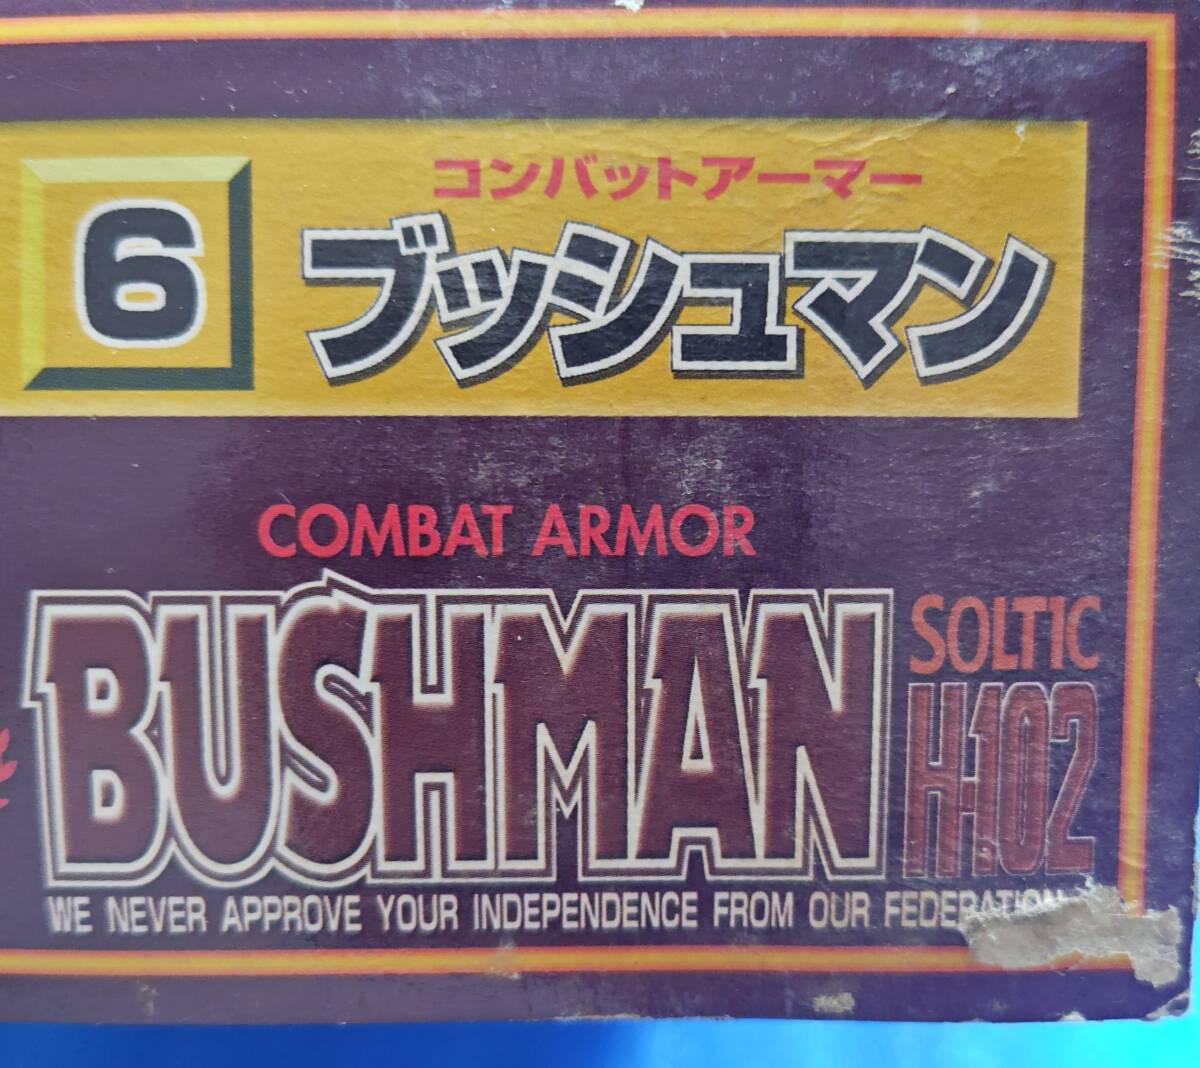 6
コンバットアーマー
ブッシュマン
COMBAT ARMOR
BUSHMAN
SOLTIC
H-102
WE NEVER APPROVE YOUR INDEPENDENCE FROM OUR FEDERATION